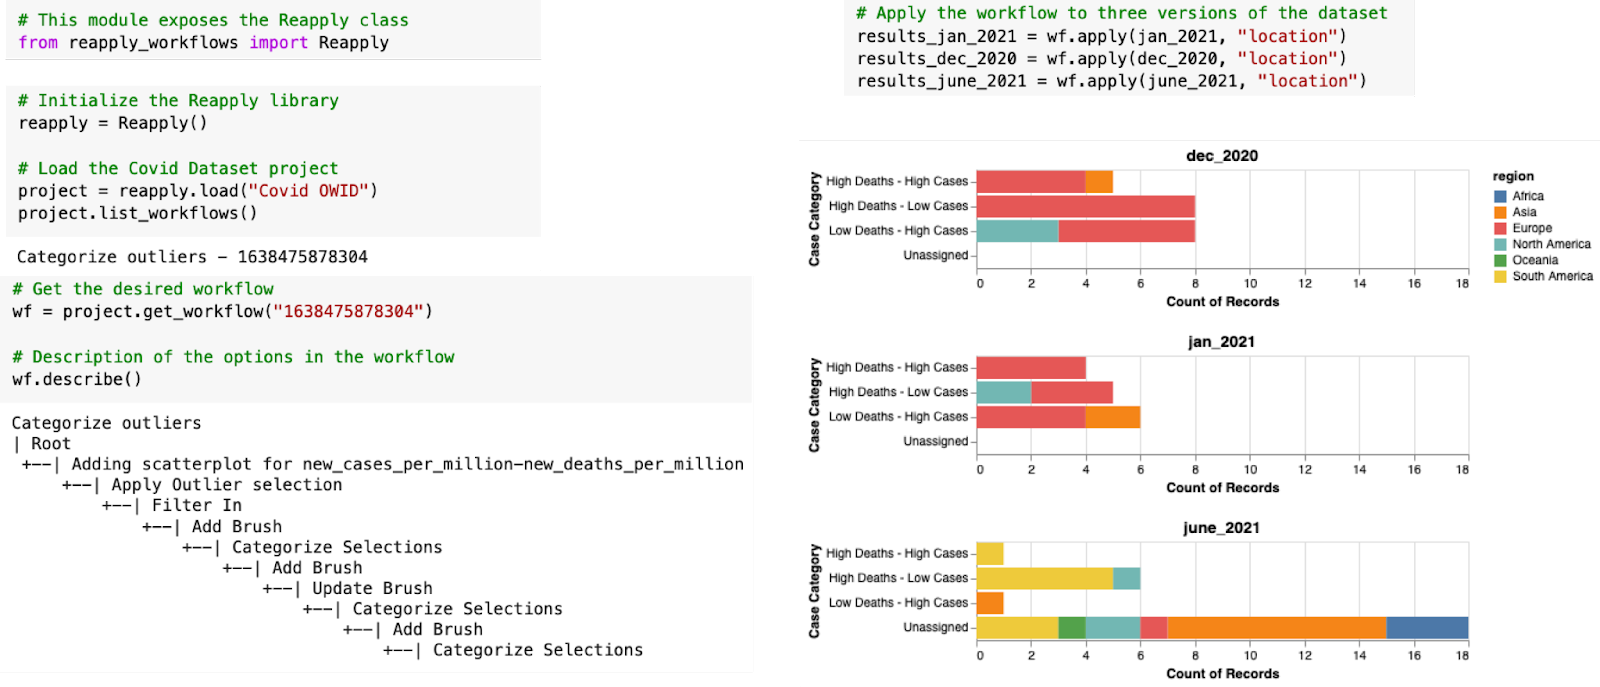 # This module exposes the Reapply class
from reapply_workflows import Reapply
# Initialize the Reapply library
reapply = Reapply()
# Load the Covid Dataset project
project = reapply.load("Covid OWID")
project.list_workflows()
Categorize outliers – 1638475878304
# Get the desired workflow
wf = project.get_workflow("1638475878304")
# Description of the options in the workflow
wf.describe()
Categorize outliers
| Root
+--| Adding scatterplot for new_cases_per_million-new_deaths_per_million
+--| Apply Outlier selection
+--| Filter In
+--| Add Brush
+--| Categorize Selections
+--| Add Brush
+--| Update Brush
+--| Categorize Selections
+--| Add Brush
+--| Categorize Selections
# Apply the workflow to three versions of the dataset
results_jan_2021 = wf.apply(jan_2021, "location")
results_dec_2020 = wf.apply(dec_2020, "location")
results_june_2021 = wf.apply(june_2021, "location")
dec_2020
Case Category
High Deaths - High Cases
High Deaths - Low Cases
Low Deaths - High Cases
Unassigned
0 2 4 6 8 10 12 14 16 18
Count of Records
region
Africa
Asia
Europe
North America
Oceania
South America
jan_2021
Case Category
High Deaths - High Cases
High Deaths - Low Cases
Low Deaths - High Cases
Unassigned
0 2 4 6 8 10 12 14 16 18
Count of Records
june_2021
Case Category
High Deaths - High Cases
High Deaths - Low Cases
Low Deaths - High Cases
Unassigned
0 2 4 6 8 10 12 14 16 18
Count of Records